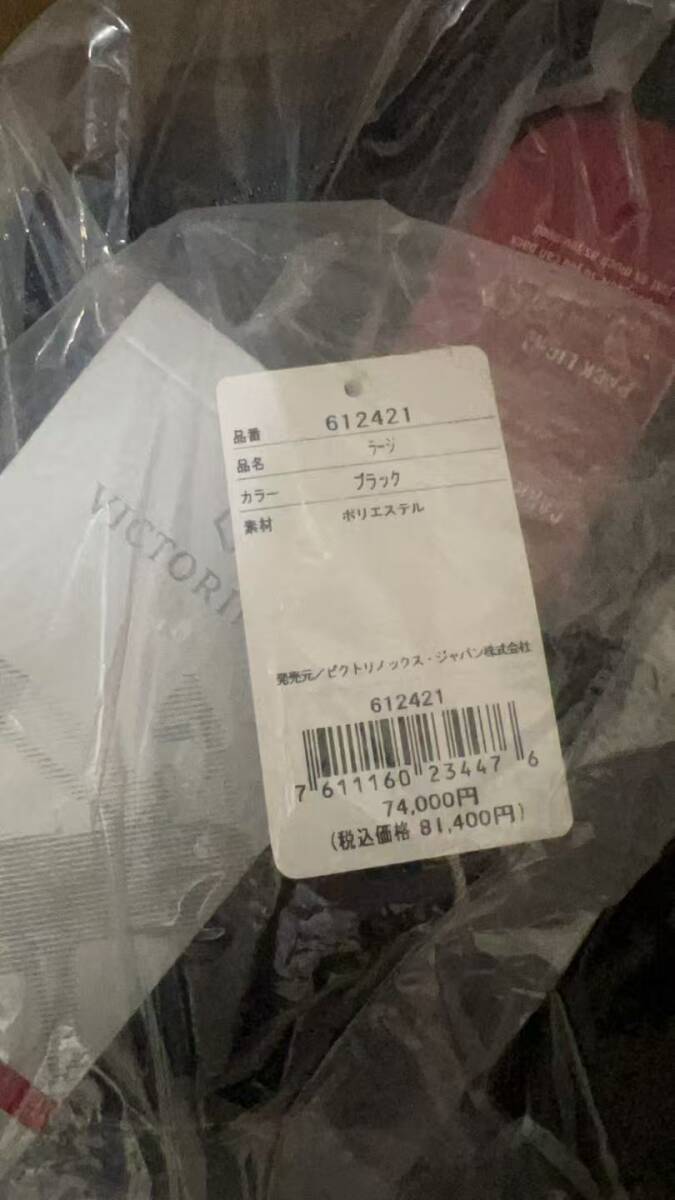 品番 612421
品名 ラージ
カラー ブラック
素材 ポリエステル
発売元/ビクトリノックス・ジャパン株式会社
612421
7 611160 23447 6
74,000円
(税込価格 81,400円)
VICTORI
PACK LIGHT